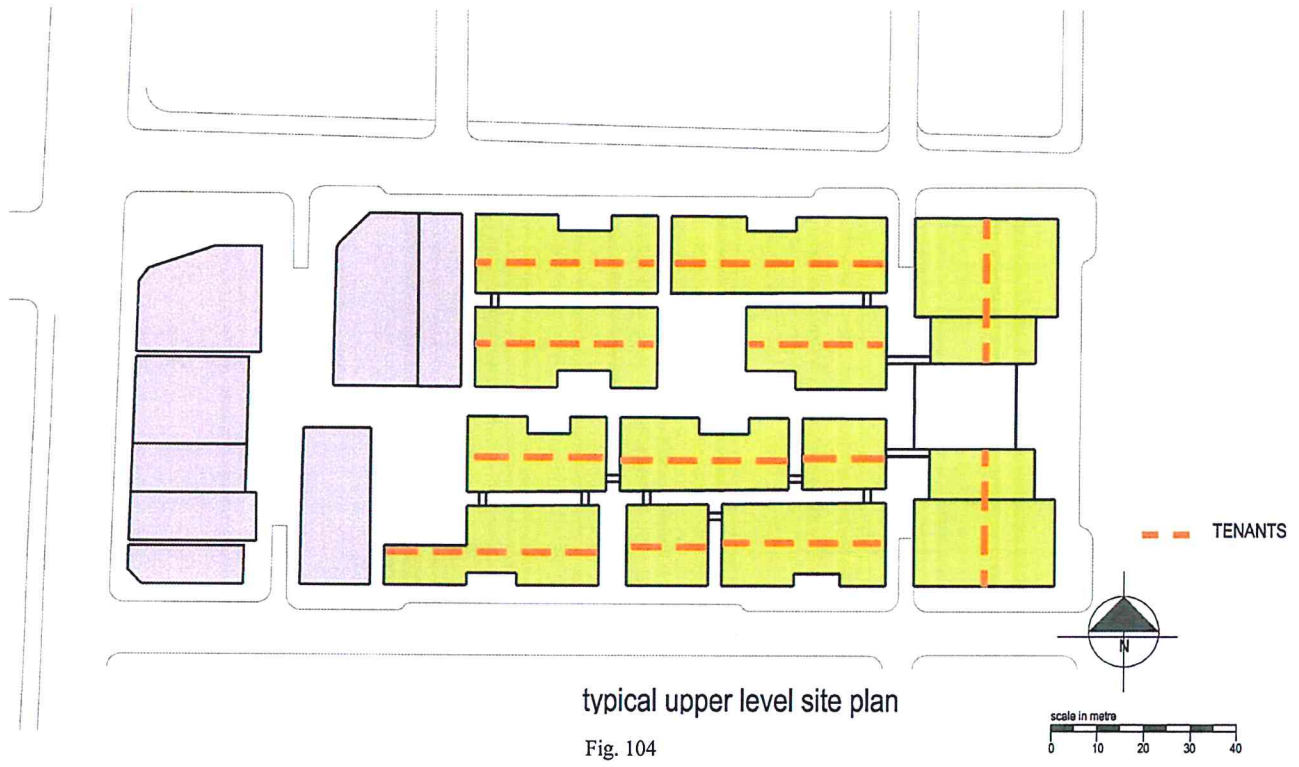 TENANTS
N
typical upper level site plan
Fig. 104
scale in metre
0 10 20 30 40